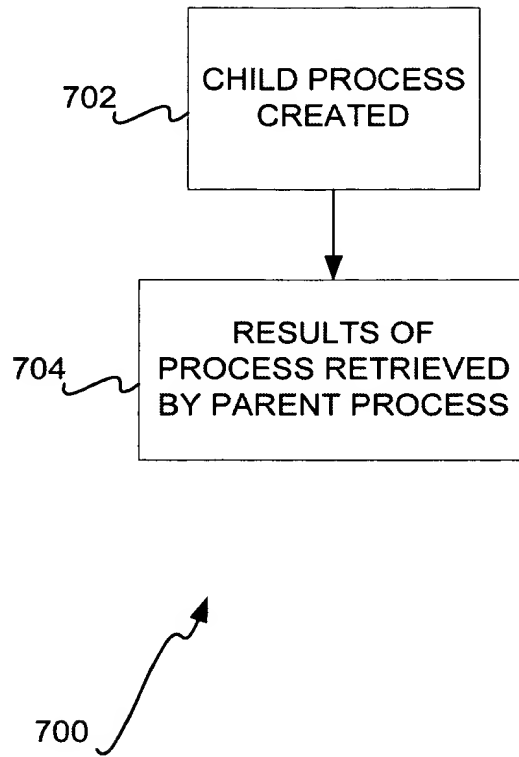 CHILD PROCESS
CREATED
702
RESULTS OF
PROCESS RETRIEVED
BY PARENT PROCESS
704
700